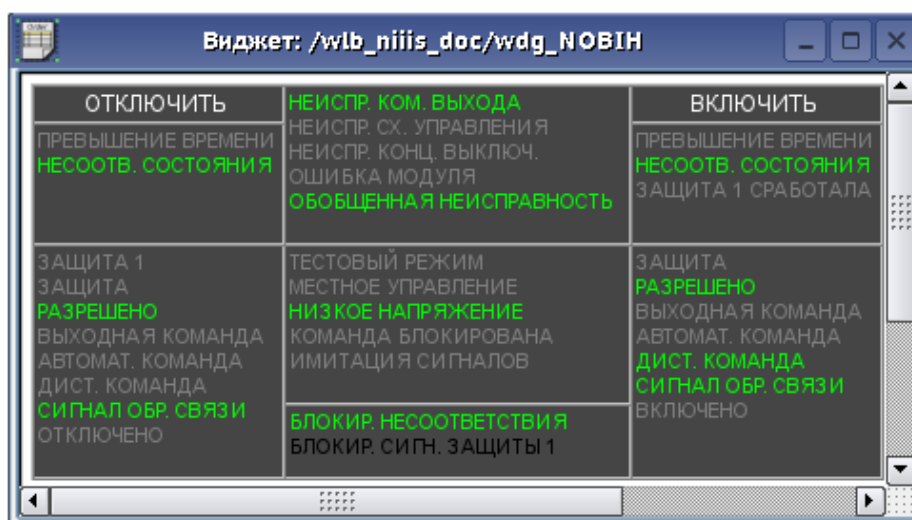 Виджет: /wlb_niiis_doc/wdg_NOBIH
ОТКЛЮЧИТЬ
ПРЕВЫШЕНИЕ ВРЕМЕНИ
НЕСООТВ. СОСТОЯНИЯ
НЕИСПР. КОМ. ВЫХОДА
НЕИСПР. СХ. УПРАВЛЕНИЯ
НЕИСПР. КОНЦ. ВЫКЛЮЧ.
ОШИБКА МОДУЛЯ
ОБОБЩЕННАЯ НЕИСПРАВНОСТЬ
ВКЛЮЧИТЬ
ПРЕВЫШЕНИЕ ВРЕМЕНИ
НЕСООТВ. СОСТОЯНИЯ
ЗАЩИТА 1 СРАБОТАЛА
ЗАЩИТА 1
ЗАЩИТА
РАЗРЕШЕНО
ВЫХОДНАЯ КОМАНДА
АВТОМАТ. КОМАНДА
ДИСТ. КОМАНДА
СИГНАЛ ОБР. СВЯЗИ
ОТКЛЮЧЕНО
ТЕСТОВЫЙ РЕЖИМ
МЕСТНОЕ УПРАВЛЕНИЕ
НИЗКОЕ НАПРЯЖЕНИЕ
КОМАНДА БЛОКИРОВАНА
ИМИТАЦИЯ СИГНАЛОВ
БЛОКИР. НЕСООТВЕТСТВИЯ
БЛОКИР. СИГН. ЗАЩИТЫ 1
ЗАЩИТА
РАЗРЕШЕНО
ВЫХОДНАЯ КОМАНДА
АВТОМАТ. КОМАНДА
ДИСТ. КОМАНДА
СИГНАЛ ОБР. СВЯЗИ
ВКЛЮЧЕНО